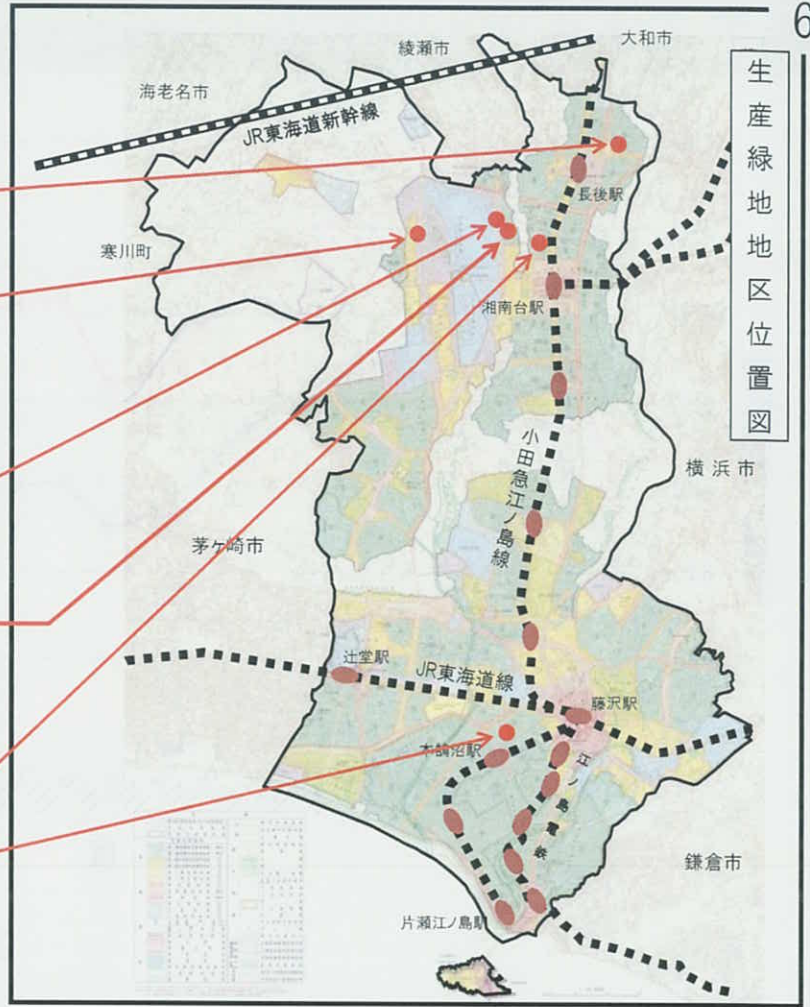 6
生産緑地地区位置図
大和市
綾瀬市
海老名市
JR東海道新幹線
長後駅
寒川町
湘南台駅
小田急江ノ島線
横浜市
茅ヶ崎市
辻堂駅
JR東海道線
藤沢駅
本鵠沼駅
江ノ島電鉄
鎌倉市
片瀬江ノ島駅